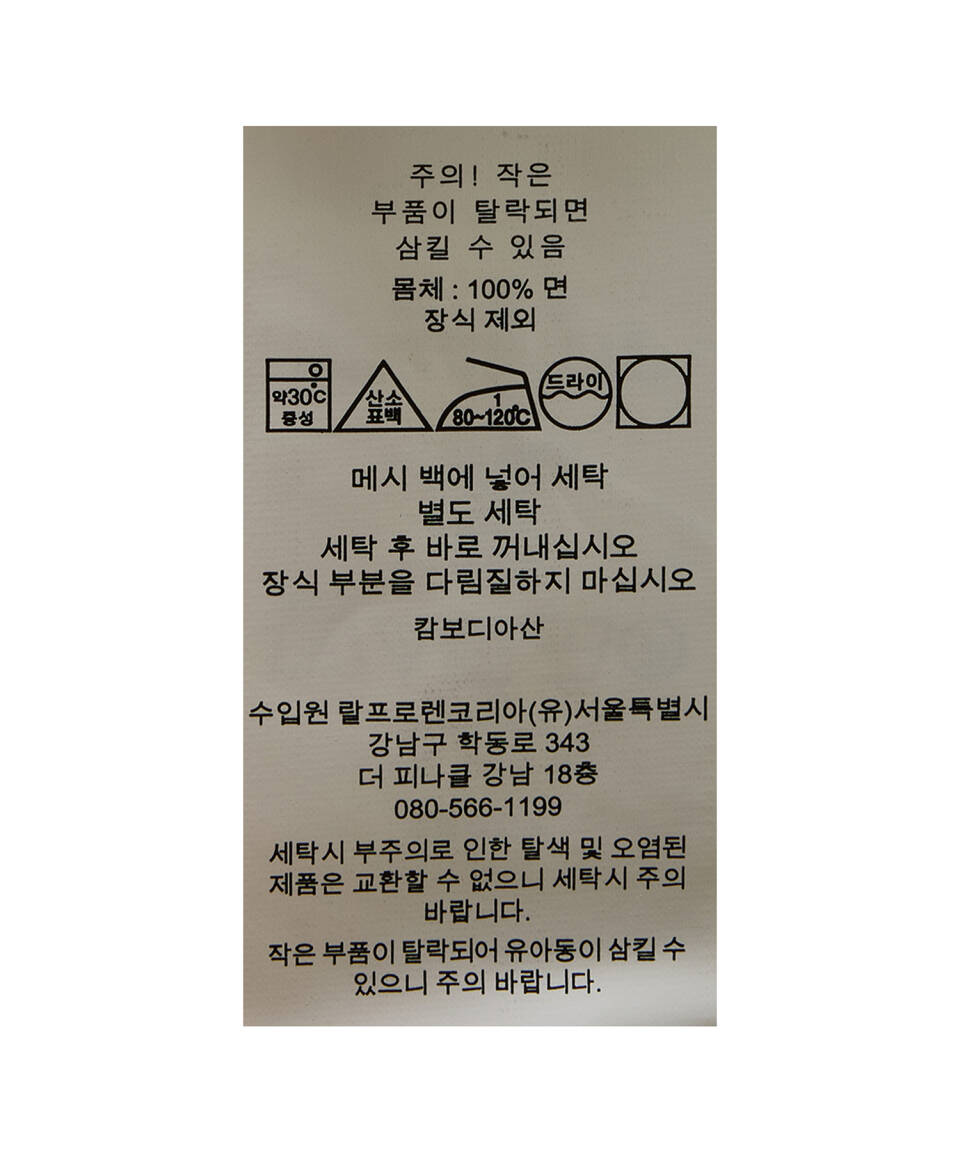 주의! 작은
부품이 탈락되면
삼킬 수 있음
몸체 : 100% 면
장식 제외
약30°C
중성
산소
표백
1
80~120°C
드라이
메시 백에 넣어 세탁
별도 세탁
세탁 후 바로 꺼내십시오
장식 부분을 다림질하지 마십시오
캄보디아산
수입원 랄프로렌코리아(유)서울특별시
강남구 학동로 343
더 피나클 강남 18층
080-566-1199
세탁시 부주의로 인한 탈색 및 오염된
제품은 교환할 수 없으니 세탁시 주의
바랍니다.
작은 부품이 탈락되어 유아동이 삼킬 수
있으니 주의 바랍니다.